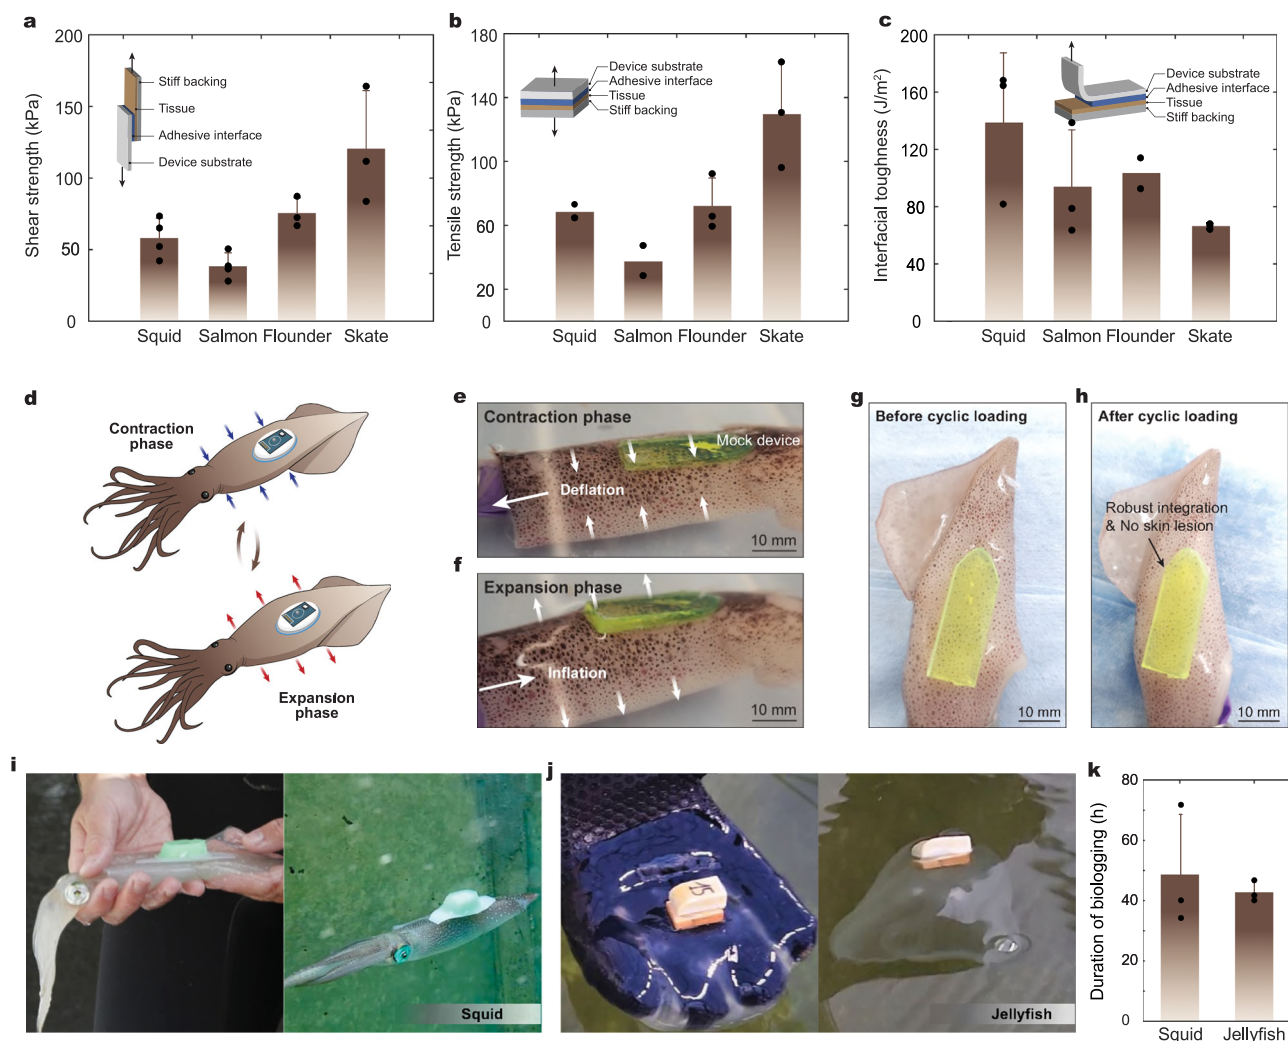 a
200
150
100
50
0
Shear strength (kPa)
Stiff backing
Tissue
Adhesive interface
Device substrate
Squid
Salmon
Flounder
Skate
b
180
140
100
60
20
0
Tensile strength (kPa)
Device substrate
Adhesive interface
Tissue
Stiff backing
Squid
Salmon
Flounder
Skate
c
200
160
120
80
40
0
Interfacial toughness (J/m²)
Device substrate
Adhesive interface
Tissue
Stiff backing
Squid
Salmon
Flounder
Skate
d
Contraction
phase
Expansion
phase
e
Contraction phase
Mock device
Deflation
10 mm
f
Expansion phase
Inflation
10 mm
g
Before cyclic loading
10 mm
h
After cyclic loading
Robust integration
& No skin lesion
10 mm
i
Squid
j
15
Jellyfish
k
80
60
40
20
0
Duration of biologging (h)
Squid
Jellyfish